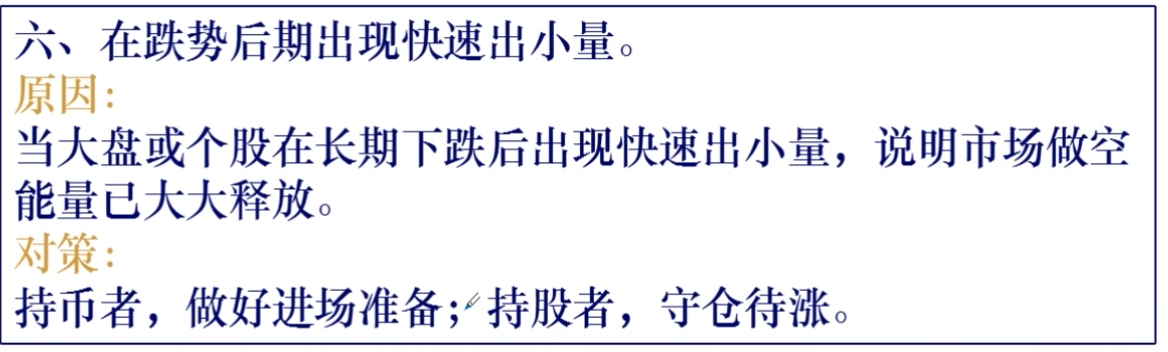 六、在跌势后期出现快速出小量。
原因：
当大盘或个股在长期下跌后出现快速出小量，说明市场做空
能量已大大释放。
对策：
持币者，做好进场准备；持股者，守仓待涨。